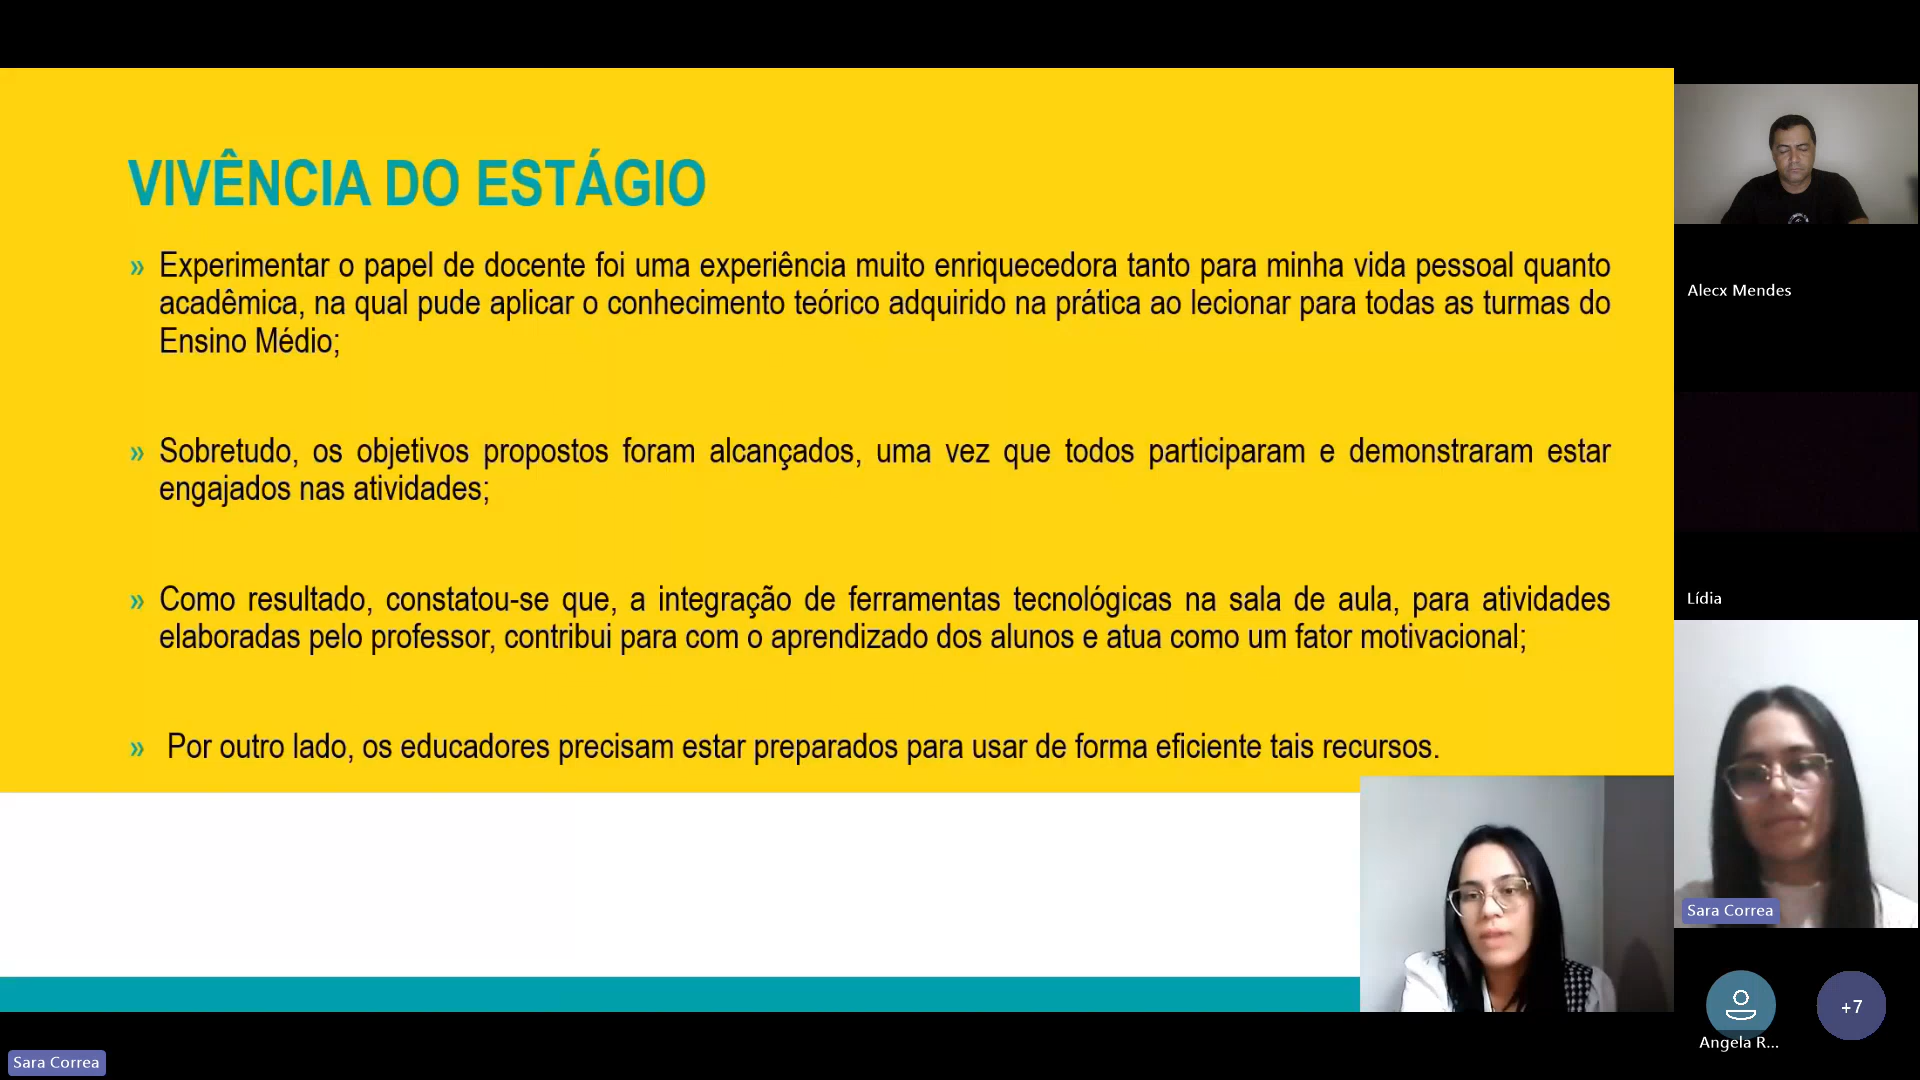 VIVÊNCIA DO ESTÁGIO
» Experimentar o papel de docente foi uma experiência muito enriquecedora tanto para minha vida pessoal quanto
acadêmica, na qual pude aplicar o conhecimento teórico adquirido na prática ao lecionar para todas as turmas do
Ensino Médio;
» Sobretudo, os objetivos propostos foram alcançados, uma vez que todos participaram e demonstraram estar
engajados nas atividades;
» Como resultado, constatou-se que, a integração de ferramentas tecnológicas na sala de aula, para atividades
elaboradas pelo professor, contribui para com o aprendizado dos alunos e atua como um fator motivacional;
» Por outro lado, os educadores precisam estar preparados para usar de forma eficiente tais recursos.
Alecx Mendes
Lídia
Sara Correa
Angela R...
+7
Sara Correa